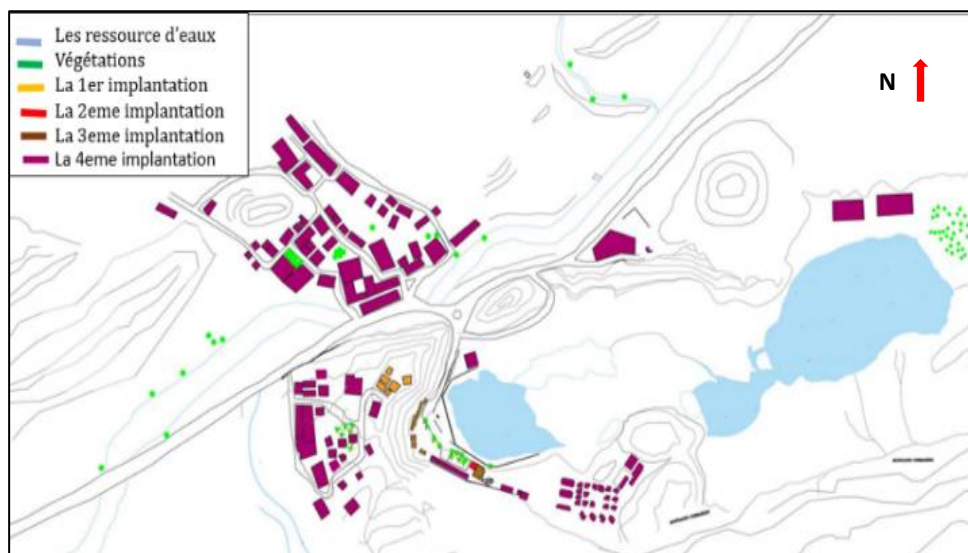 Les ressource d'eaux
Végétations
La 1er implantation
La 2eme implantation
La 3eme implantation
La 4eme implantation
N